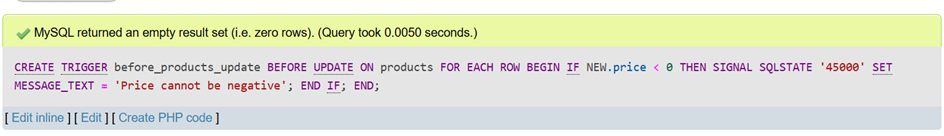 MySQL returned an empty result set (i.e. zero rows). (Query took 0.0050 seconds.)
CREATE TRIGGER before_products_update BEFORE UPDATE ON products FOR EACH ROW BEGIN IF NEW.price < 0 THEN SIGNAL SQLSTATE '45000' SET
MESSAGE_TEXT = 'Price cannot be negative'; END IF; END;
[ Edit inline ] [ Edit ] [ Create PHP code ]